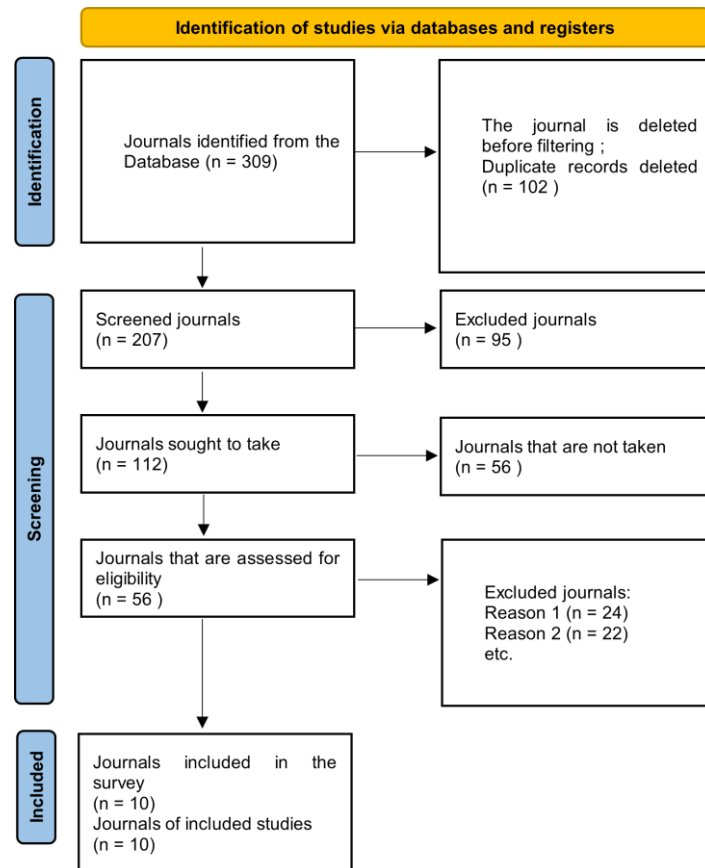 Identification of studies via databases and registers
Identification
Journals identified from the
Database (n = 309)
The journal is deleted
before filtering ;
Duplicate records deleted
(n = 102 )
Screening
Screened journals
(n = 207)
Excluded journals
(n = 95 )
Journals sought to take
(n = 112)
Journals that are not taken
(n = 56 )
Journals that are assessed for
eligibility
(n = 56 )
Excluded journals:
Reason 1 (n = 24)
Reason 2 (n = 22)
etc.
Included
Journals included in the
survey
(n = 10)
Journals of included studies
(n = 10)